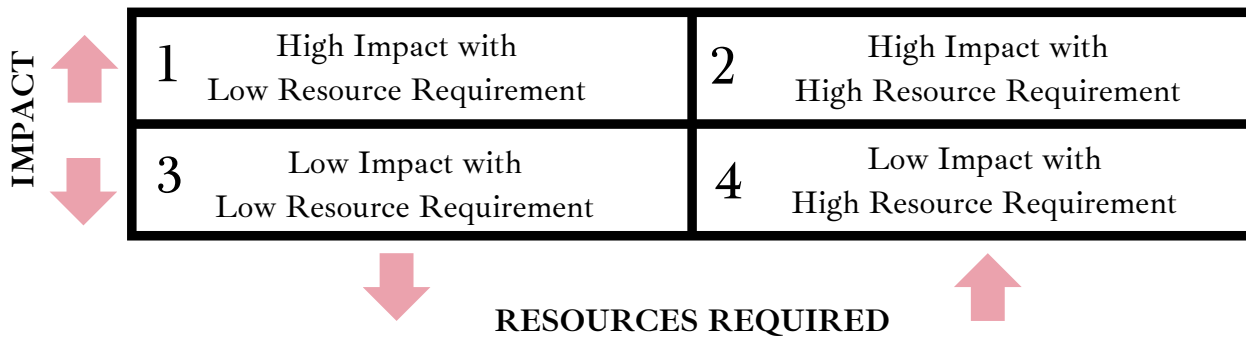 IMPACT
1
High Impact with
Low Resource Requirement
2
High Impact with
High Resource Requirement
3
Low Impact with
Low Resource Requirement
4
Low Impact with
High Resource Requirement
RESOURCES REQUIRED